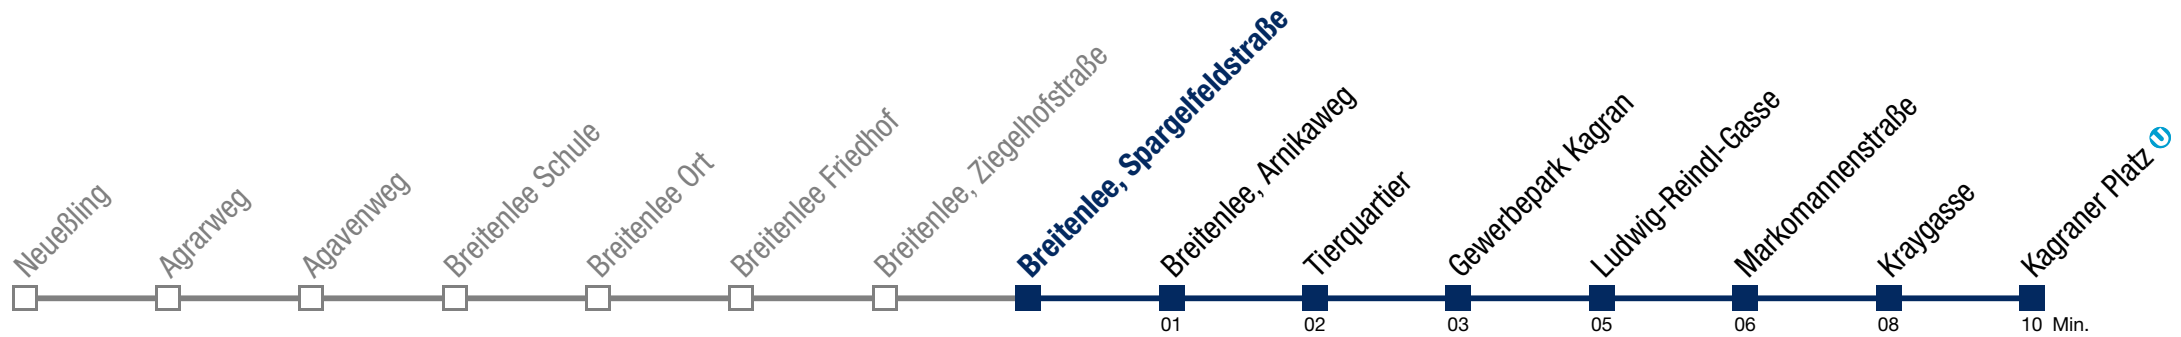 Neueßling
Agrarweg
Agavenweg
Breitenlee Schule
Breitenlee Ort
Breitenlee Friedhof
Breitenlee, Ziegelhofstraße
Breitenlee, Spargelfeldstraße
Breitenlee, Arnikaweg
Tierquartier
Gewerbepark Kagran
Ludwig-Reindl-Gasse
Markomannenstraße
Kraygasse
Kagraner Platz U
01 02 03 05 06 08 10 Min.